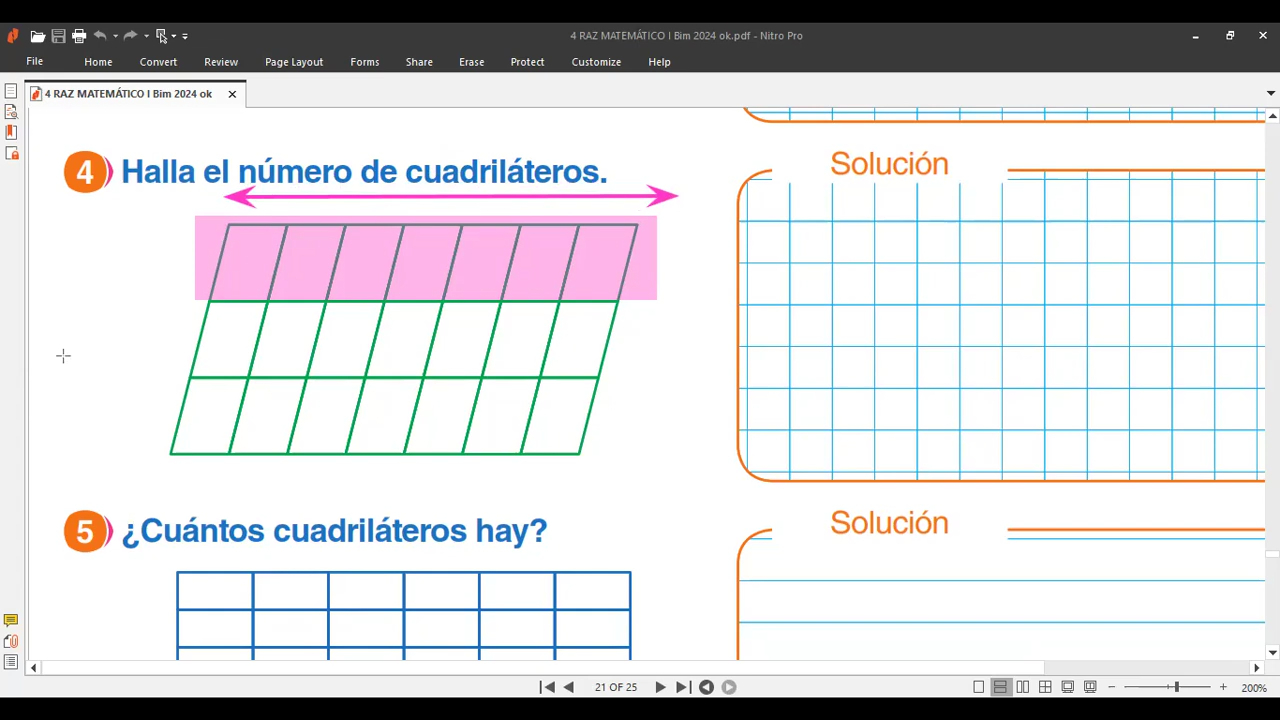 4 RAZ MATEMÁTICO I Bim 2024 ok.pdf - Nitro Pro
File Home Convert Review Page Layout Forms Share Erase Protect Customize Help
4 RAZ MATEMÁTICO I Bim 2024 ok
4 Halla el número de cuadriláteros.
Solución
5 ¿Cuántos cuadriláteros hay?
Solución
21 OF 25
200%